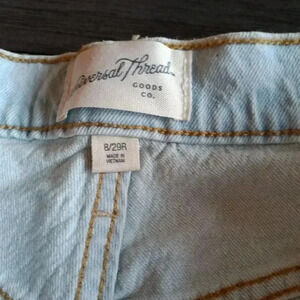 Universal Thread
GOODS
CO.
8/29R
MADE IN
VIETNAM